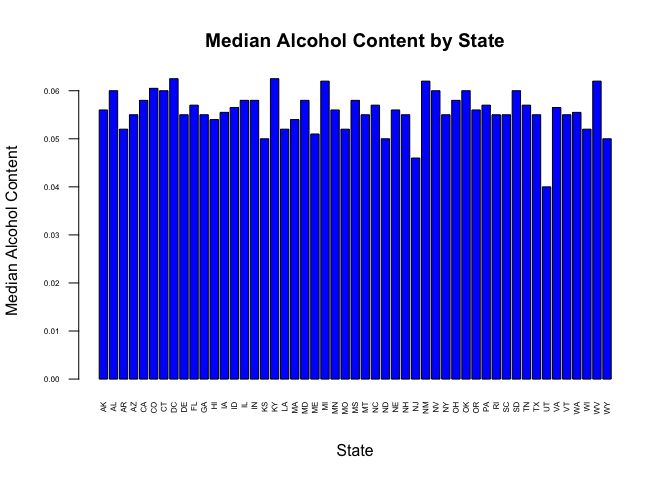 Median Alcohol Content by State
Median Alcohol Content
0.06
0.05
0.04
0.03
0.02
0.01
0.00
AK AL AR AZ CA CO CT DC DE FL GA HI IA ID IL IN KS KY LA MA MD ME MI MN MO MS MT NC ND NE NH NJ NM NV NY OH OK OR PA RI SC SD TN TX UT VA VT WA WI WV WY
State